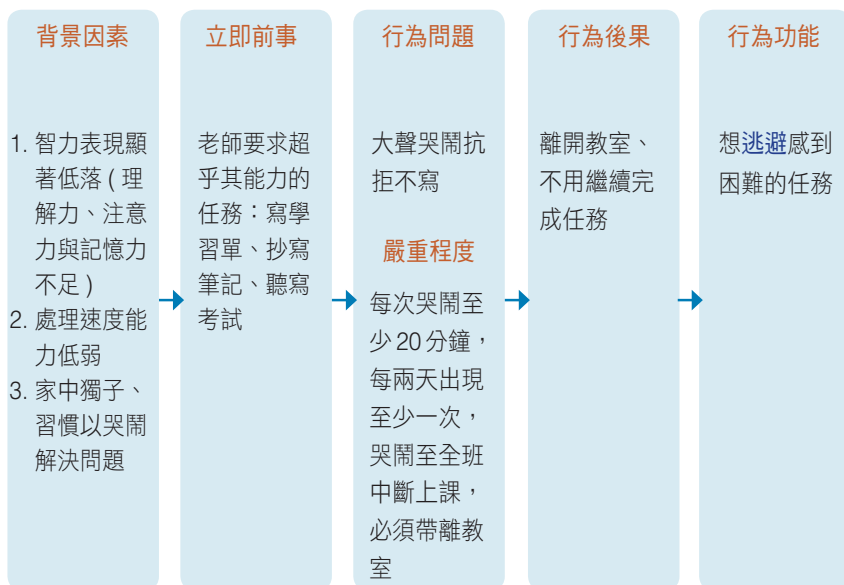 背景因素
1. 智力表現顯
著低落 ( 理
解力、注意
力與記憶力
不足 )
2. 處理速度能
力低弱
3. 家中獨子、
習慣以哭鬧
解決問題
立即前事
老師要求超
乎其能力的
任務：寫學
習單、抄寫
筆記、聽寫
考試
行為問題
大聲哭鬧抗
拒不寫
嚴重程度
每次哭鬧至
少 20 分鐘，
每兩天出現
至少一次，
哭鬧至全班
中斷上課，
必須帶離教
室
行為後果
離開教室、
不用繼續完
成任務
行為功能
想逃避感到
困難的任務